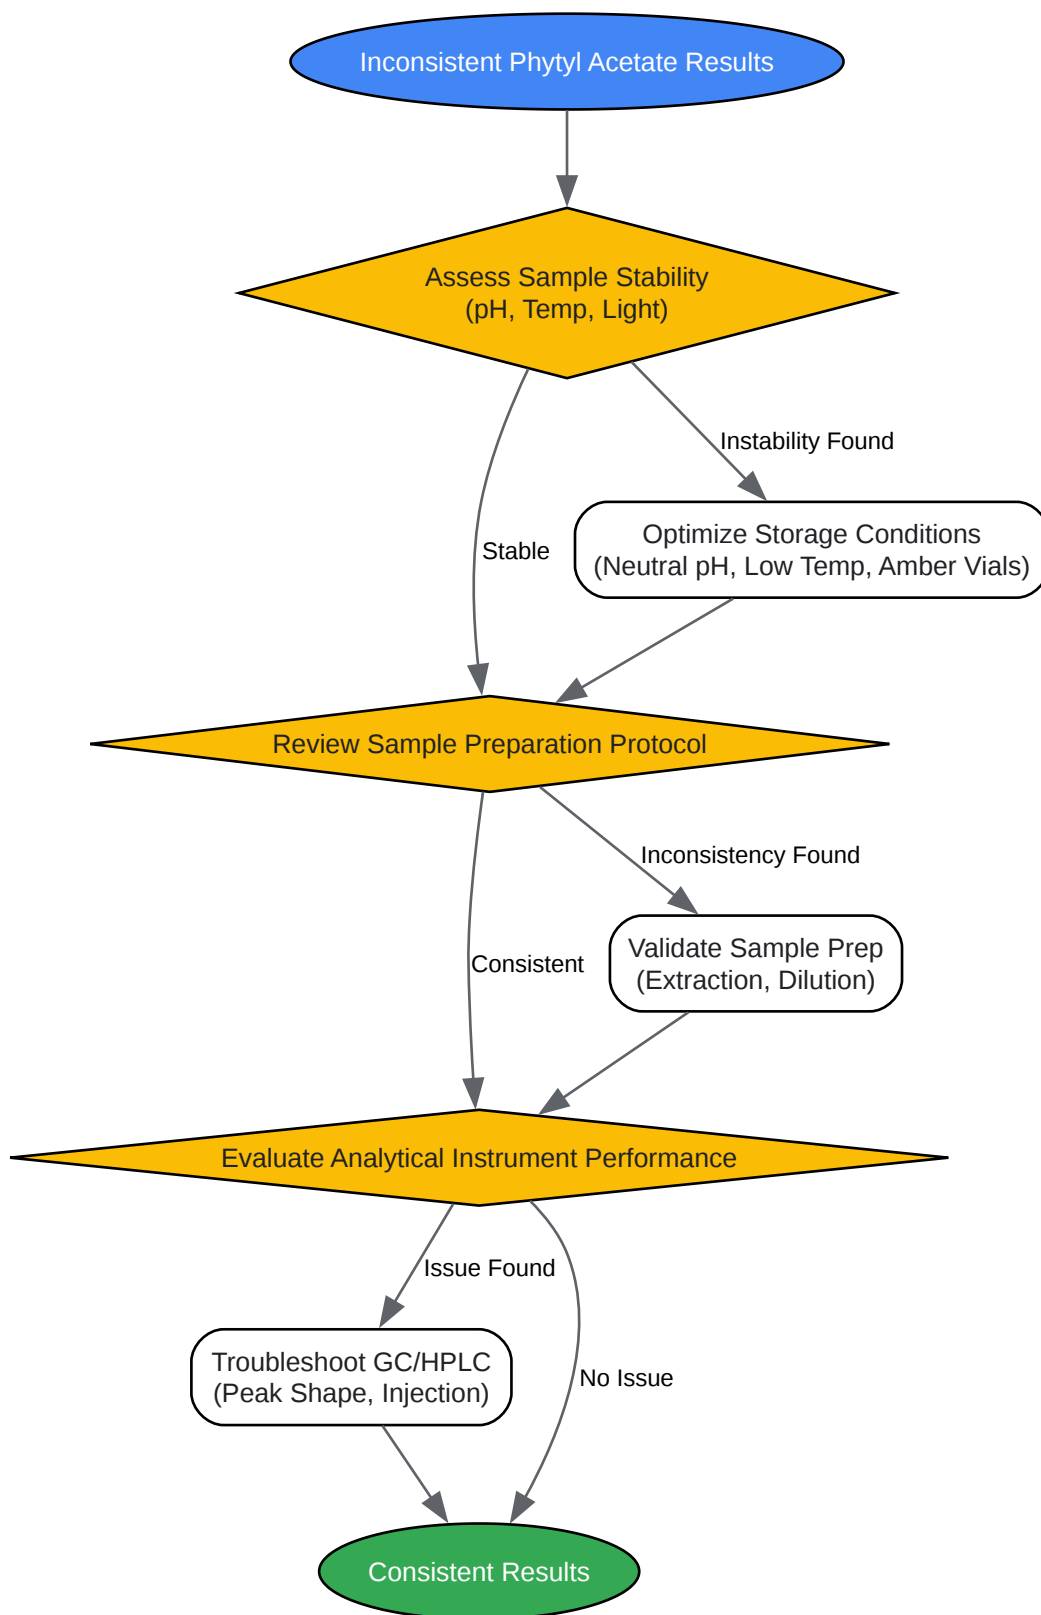 Inconsistent Phytyl Acetate Results
Assess Sample Stability
(pH, Temp, Light)
Instability Found
Optimize Storage Conditions
(Neutral pH, Low Temp, Amber Vials)
Stable
Review Sample Preparation Protocol
Inconsistency Found
Validate Sample Prep
(Extraction, Dilution)
Consistent
Evaluate Analytical Instrument Performance
Issue Found
Troubleshoot GC/HPLC
(Peak Shape, Injection)
No Issue
Consistent Results